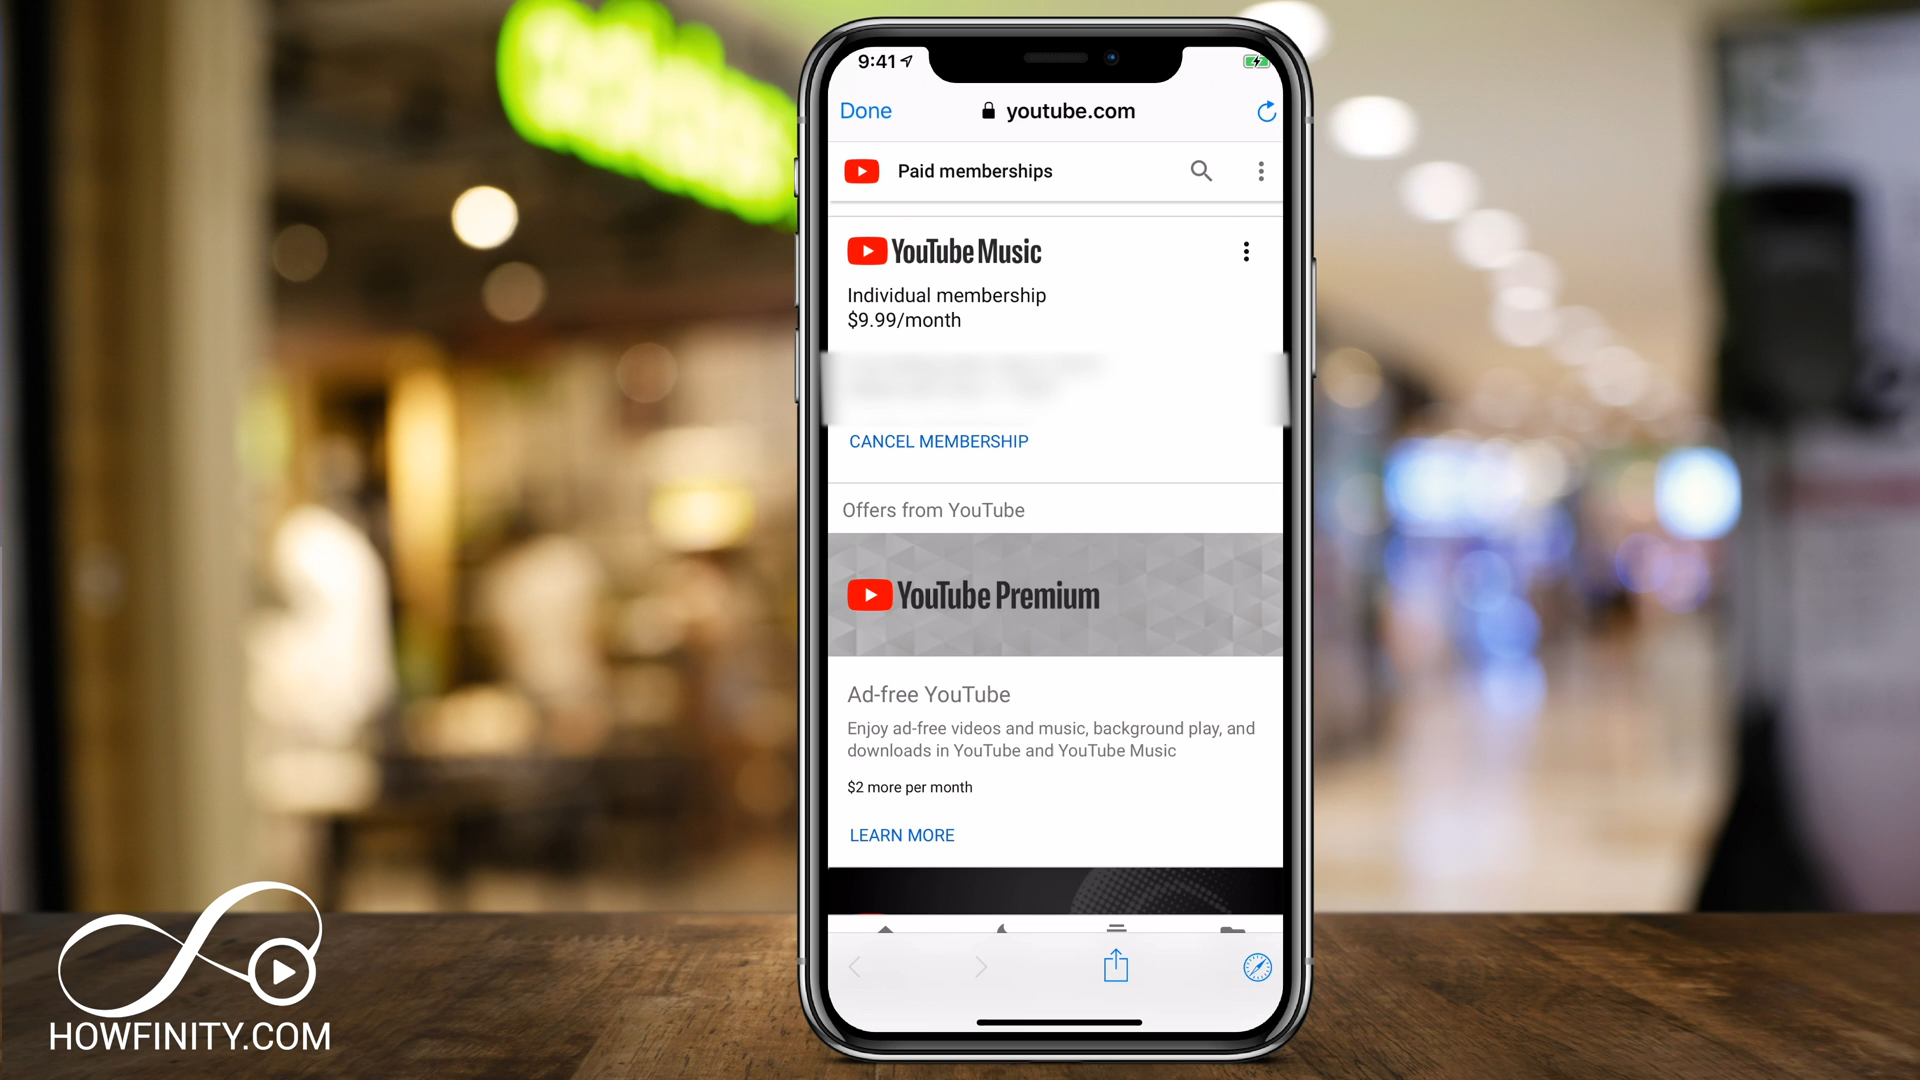 9:41
Done
youtube.com
Paid memberships
YouTube Music
Individual membership
$9.99/month
CANCEL MEMBERSHIP
Offers from YouTube
YouTube Premium
Ad-free YouTube
Enjoy ad-free videos and music, background play, and
downloads in YouTube and YouTube Music
$2 more per month
LEARN MORE
HOWFINITY.COM